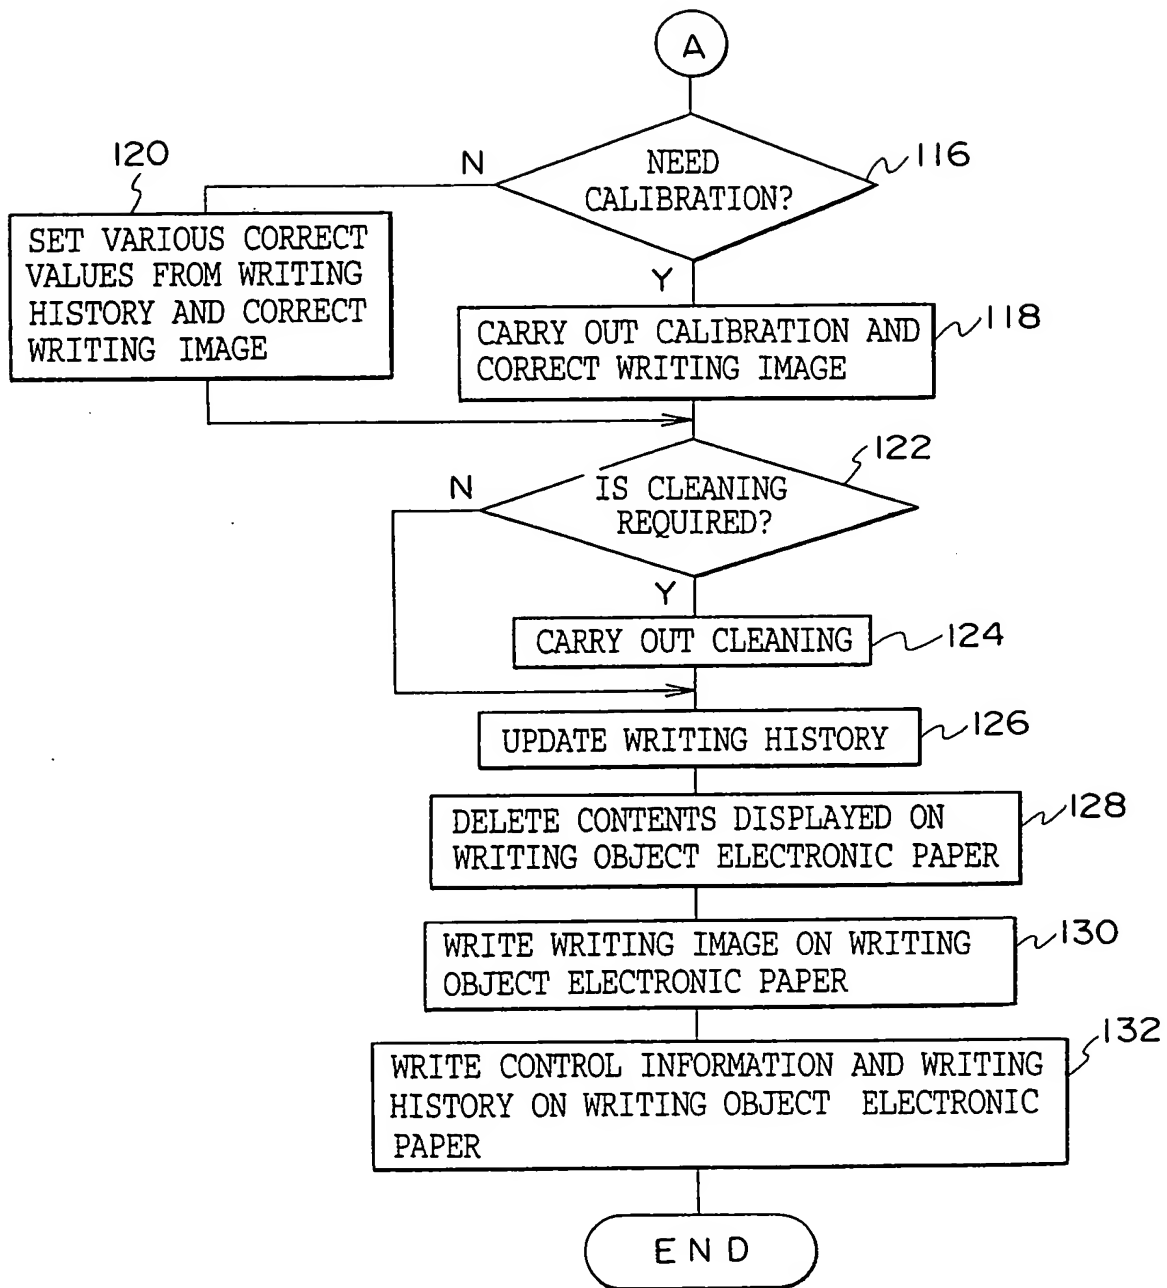 A
NEED
CALIBRATION?
116
N
Y
120
SET VARIOUS CORRECT
VALUES FROM WRITING
HISTORY AND CORRECT
WRITING IMAGE
CARRY OUT CALIBRATION AND
CORRECT WRITING IMAGE
118
IS CLEANING
REQUIRED?
122
N
Y
CARRY OUT CLEANING
124
UPDATE WRITING HISTORY
126
DELETE CONTENTS DISPLAYED ON
WRITING OBJECT ELECTRONIC PAPER
128
WRITE WRITING IMAGE ON WRITING
OBJECT ELECTRONIC PAPER
130
WRITE CONTROL INFORMATION AND WRITING
HISTORY ON WRITING OBJECT ELECTRONIC
PAPER
132
END